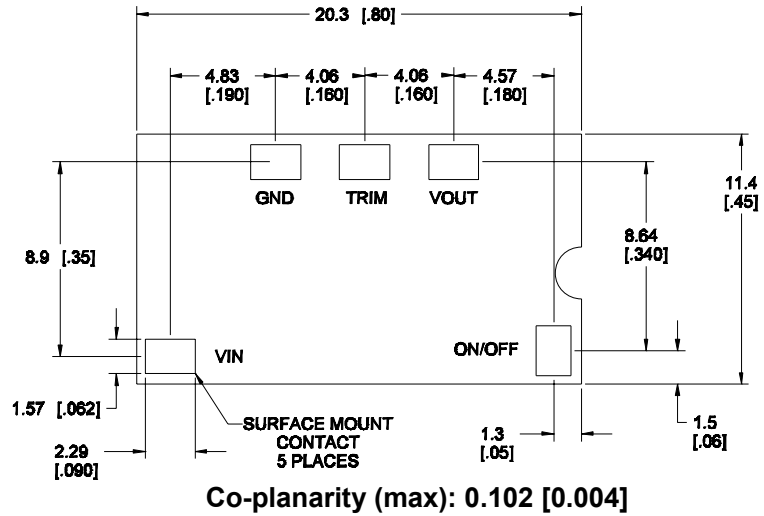 20.3 [.80]
4.83
[.190]
4.06
[.160]
4.06
[.160]
4.57
[.180]
GND
TRIM
VOUT
11.4
[.45]
8.9 [.35]
8.64
[.340]
VIN
ON/OFF
1.57 [.062]
SURFACE MOUNT
CONTACT
5 PLACES
2.29
[.090]
1.3
[.05]
1.5
[.06]
Co-planarity (max): 0.102 [0.004]